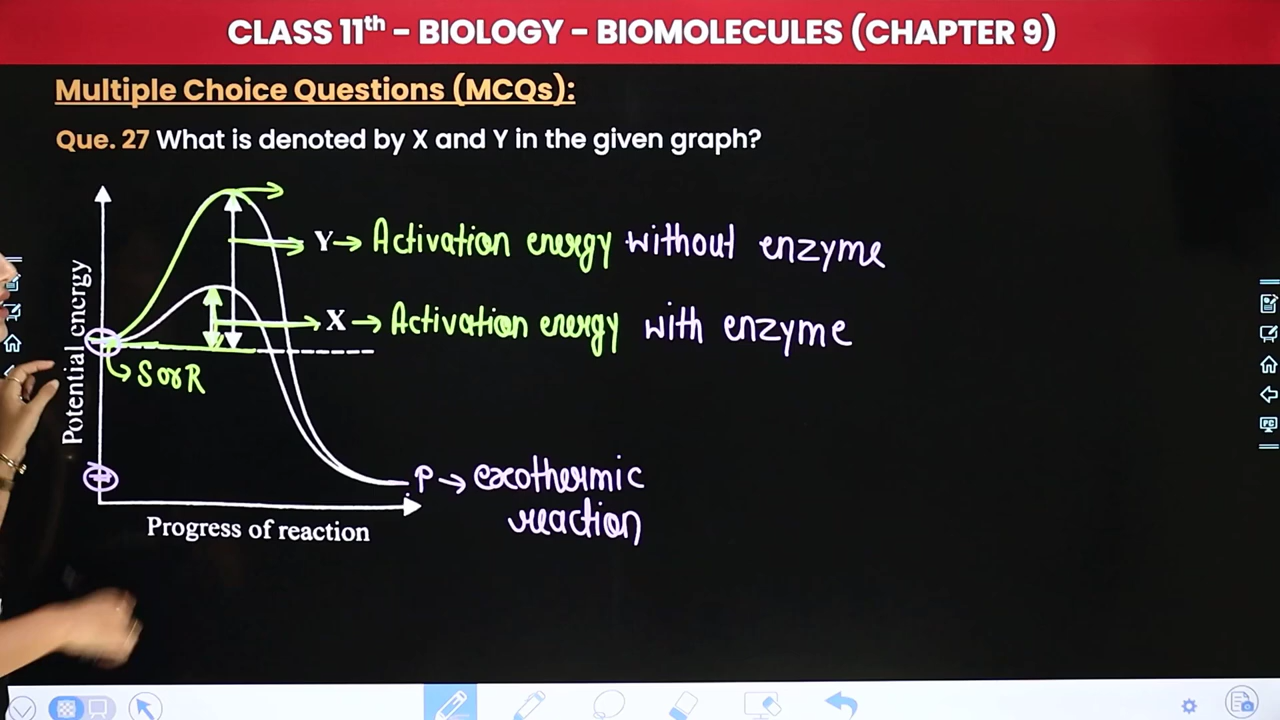 CLASS 11th - BIOLOGY - BIOMOLECULES (CHAPTER 9)
Multiple Choice Questions (MCQs):
Que. 27 What is denoted by X and Y in the given graph?
Y → Activation energy without enzyme
X → Activation energy with enzyme
Potential energy
↳ S or R
P → exothermic
reaction
Progress of reaction
PC